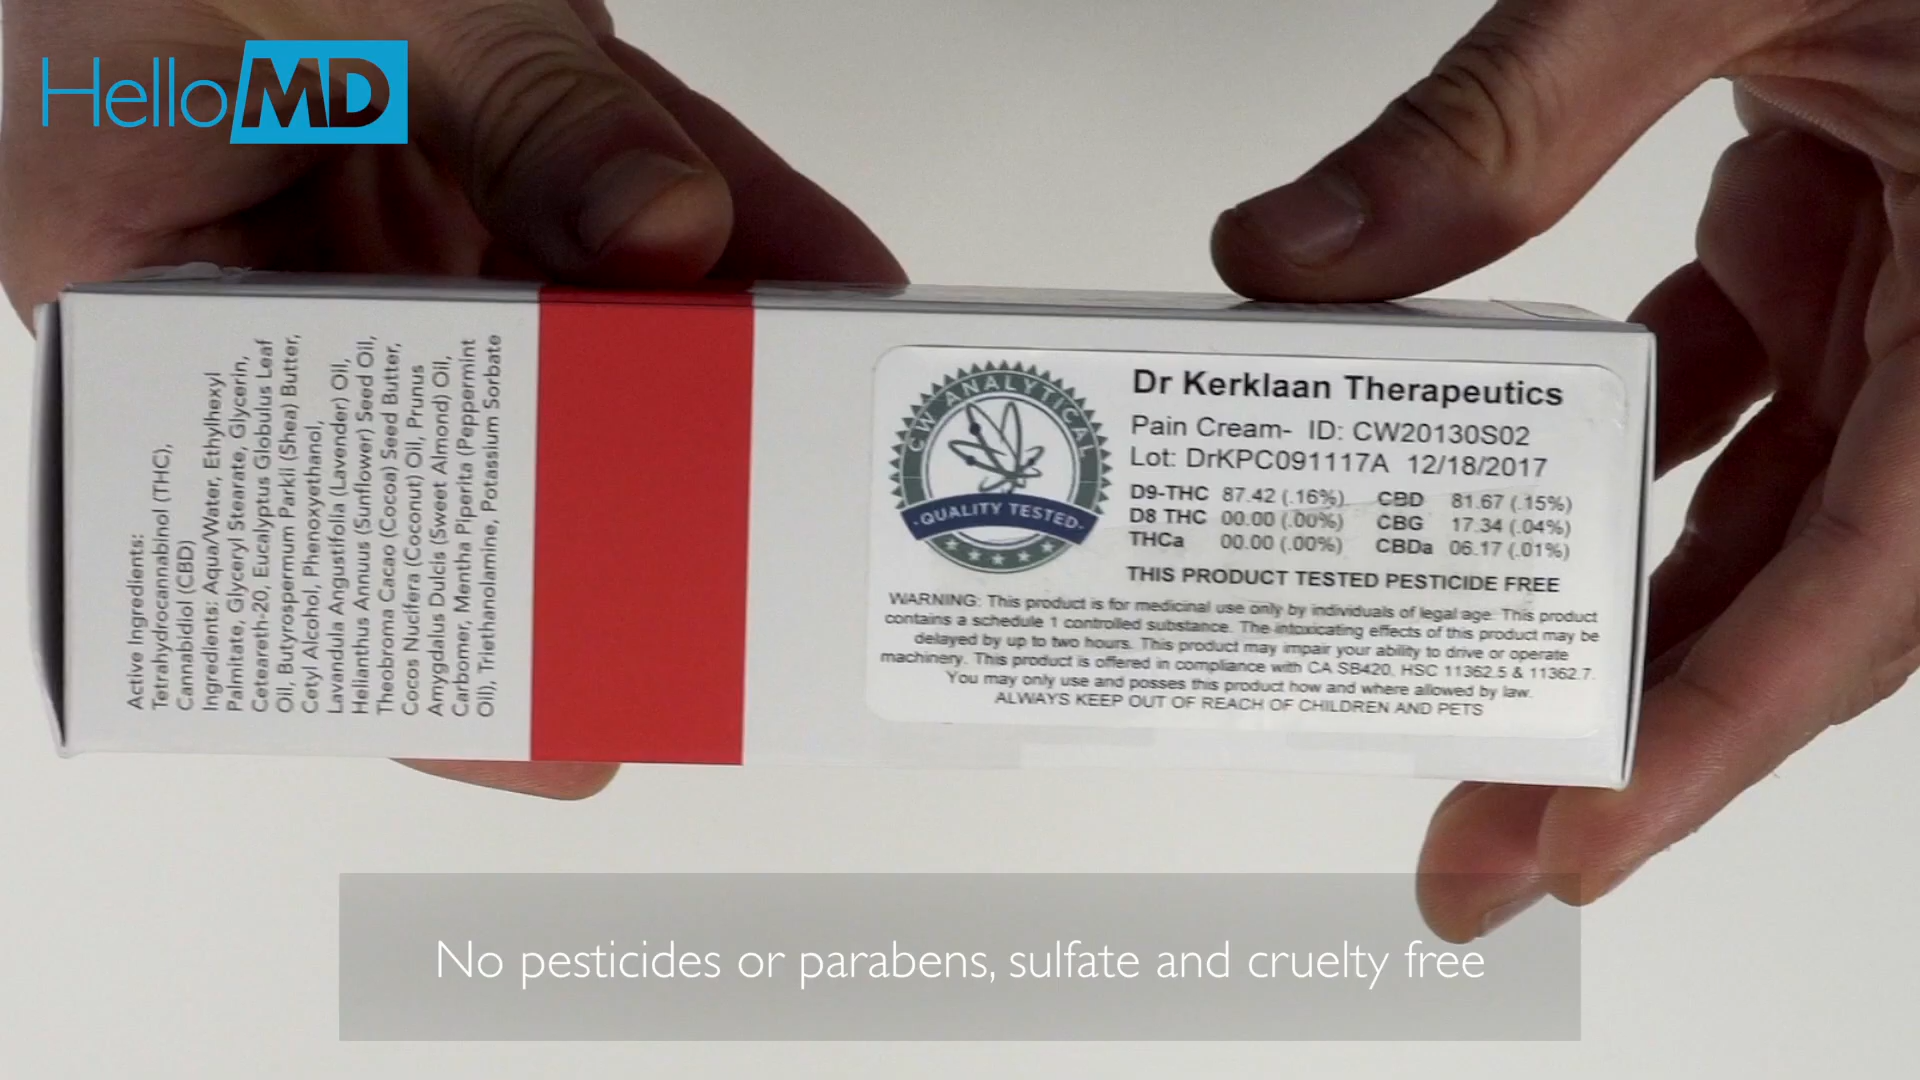 HelloMD
Active Ingredients:
Tetrahydrocannabinol (THC),
Cannabidiol (CBD)
Ingredients: Aqua/Water, Ethylhexyl
Palmitate, Glyceryl Stearate, Glycerin,
Ceteareth-20, Eucalyptus Globulus Leaf
Oil, Butyrospermum Parkii (Shea) Butter,
Cetyl Alcohol, Phenoxyethanol,
Lavandula Angustifolia (Lavender) Oil,
Helianthus Annuus (Sunflower) Seed Oil,
Theobroma Cacao (Cocoa) Seed Butter,
Cocos Nucifera (Coconut) Oil, Prunus
Amygdalus Dulcis (Sweet Almond) Oil,
Carbomer, Mentha Piperita (Peppermint
Oil), Triethanolamine, Potassium Sorbate
CW ANALYTICAL
QUALITY TESTED
Dr Kerklaan Therapeutics
Pain Cream- ID: CW20130S02
Lot: DrKPC091117A 12/18/2017
D9-THC 87.42 (.16%) CBD 81.67 (.15%)
D8 THC 00.00 (.00%) CBG 17.34 (.04%)
THCa 00.00 (.00%) CBDa 06.17 (.01%)
THIS PRODUCT TESTED PESTICIDE FREE
WARNING: This product is for medicinal use only by individuals of legal age. This product
contains a schedule 1 controlled substance. The intoxicating effects of this product may be
delayed by up to two hours. This product may impair your ability to drive or operate
machinery. This product is offered in compliance with CA SB420, HSC 11362.5 & 11362.7.
You may only use and posses this product how and where allowed by law.
ALWAYS KEEP OUT OF REACH OF CHILDREN AND PETS
No pesticides or parabens, sulfate and cruelty free